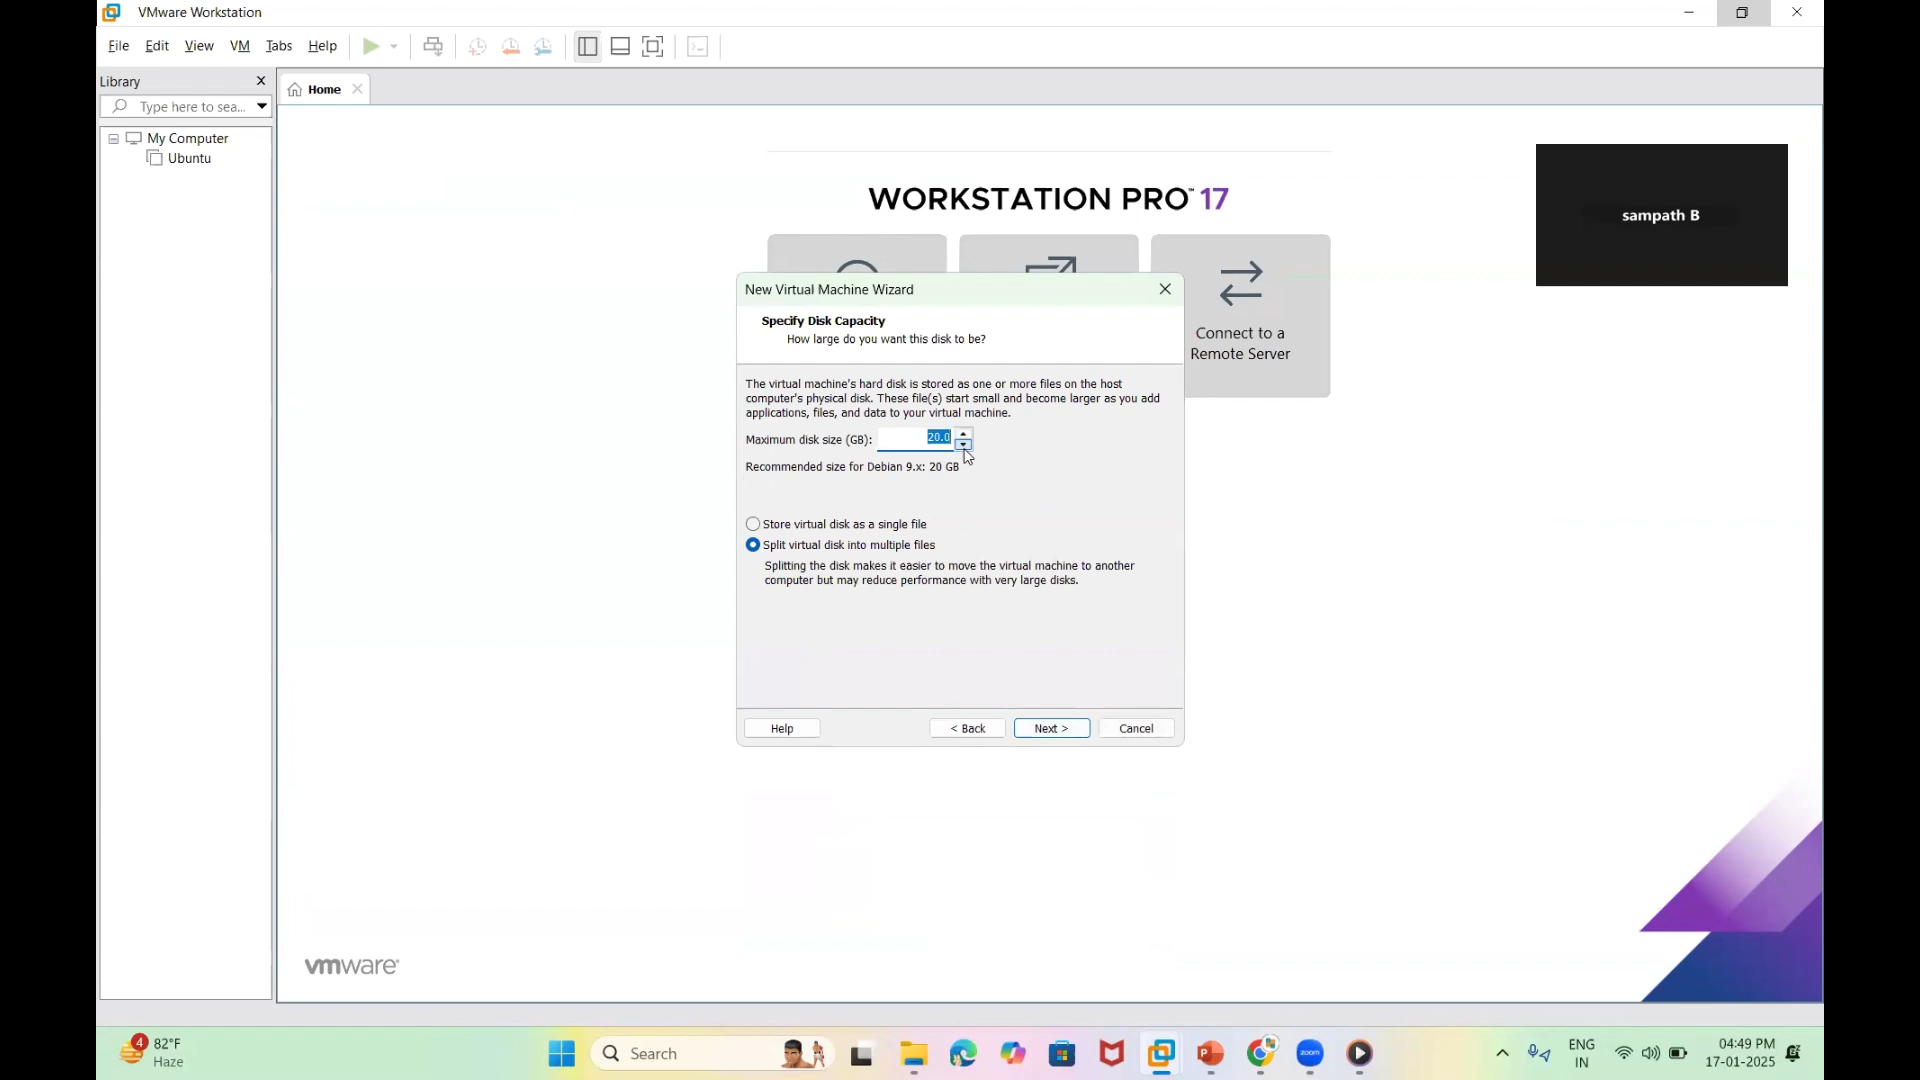 VMware Workstation
File Edit View VM Tabs Help
Library
Type here to sea...
Home
My Computer
Ubuntu
WORKSTATION PRO™ 17
sampath B
Connect to a
Remote Server
New Virtual Machine Wizard
Specify Disk Capacity
How large do you want this disk to be?
The virtual machine's hard disk is stored as one or more files on the host
computer's physical disk. These file(s) start small and become larger as you add
applications, files, and data to your virtual machine.
Maximum disk size (GB): 20.0
Recommended size for Debian 9.x: 20 GB
Store virtual disk as a single file
Split virtual disk into multiple files
Splitting the disk makes it easier to move the virtual machine to another
computer but may reduce performance with very large disks.
Help < Back Next > Cancel
vmware®
4 82°F
Haze
Search
zoom
ENG
IN
04:49 PM
17-01-2025